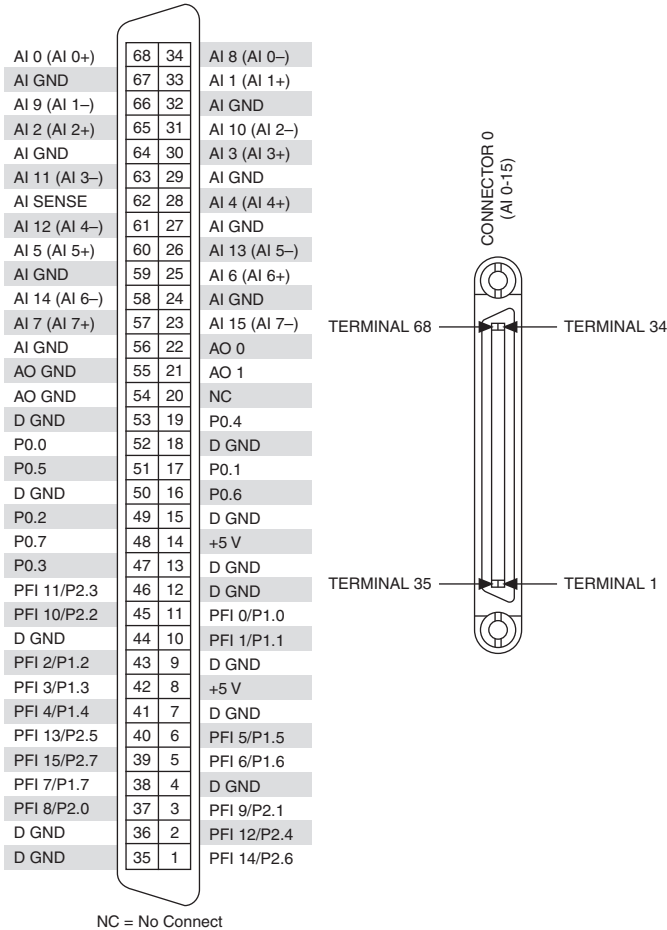 AI 0 (AI 0+) 68 34 AI 8 (AI 0–)
AI GND 67 33 AI 1 (AI 1+)
AI 9 (AI 1–) 66 32 AI GND
AI 2 (AI 2+) 65 31 AI 10 (AI 2–)
AI GND 64 30 AI 3 (AI 3+)
AI 11 (AI 3–) 63 29 AI GND
AI SENSE 62 28 AI 4 (AI 4+)
AI 12 (AI 4–) 61 27 AI GND
AI 5 (AI 5+) 60 26 AI 13 (AI 5–)
AI GND 59 25 AI 6 (AI 6+)
AI 14 (AI 6–) 58 24 AI GND
AI 7 (AI 7+) 57 23 AI 15 (AI 7–)
AI GND 56 22 AO 0
AO GND 55 21 AO 1
AO GND 54 20 NC
D GND 53 19 P0.4
P0.0 52 18 D GND
P0.5 51 17 P0.1
D GND 50 16 P0.6
P0.2 49 15 D GND
P0.7 48 14 +5 V
P0.3 47 13 D GND
PFI 11/P2.3 46 12 D GND
PFI 10/P2.2 45 11 PFI 0/P1.0
D GND 44 10 PFI 1/P1.1
PFI 2/P1.2 43 9 D GND
PFI 3/P1.3 42 8 +5 V
PFI 4/P1.4 41 7 D GND
PFI 13/P2.5 40 6 PFI 5/P1.5
PFI 15/P2.7 39 5 PFI 6/P1.6
PFI 7/P1.7 38 4 D GND
PFI 8/P2.0 37 3 PFI 9/P2.1
D GND 36 2 PFI 12/P2.4
D GND 35 1 PFI 14/P2.6
NC = No Connect
CONNECTOR 0
(AI 0-15)
TERMINAL 68
TERMINAL 34
TERMINAL 35
TERMINAL 1